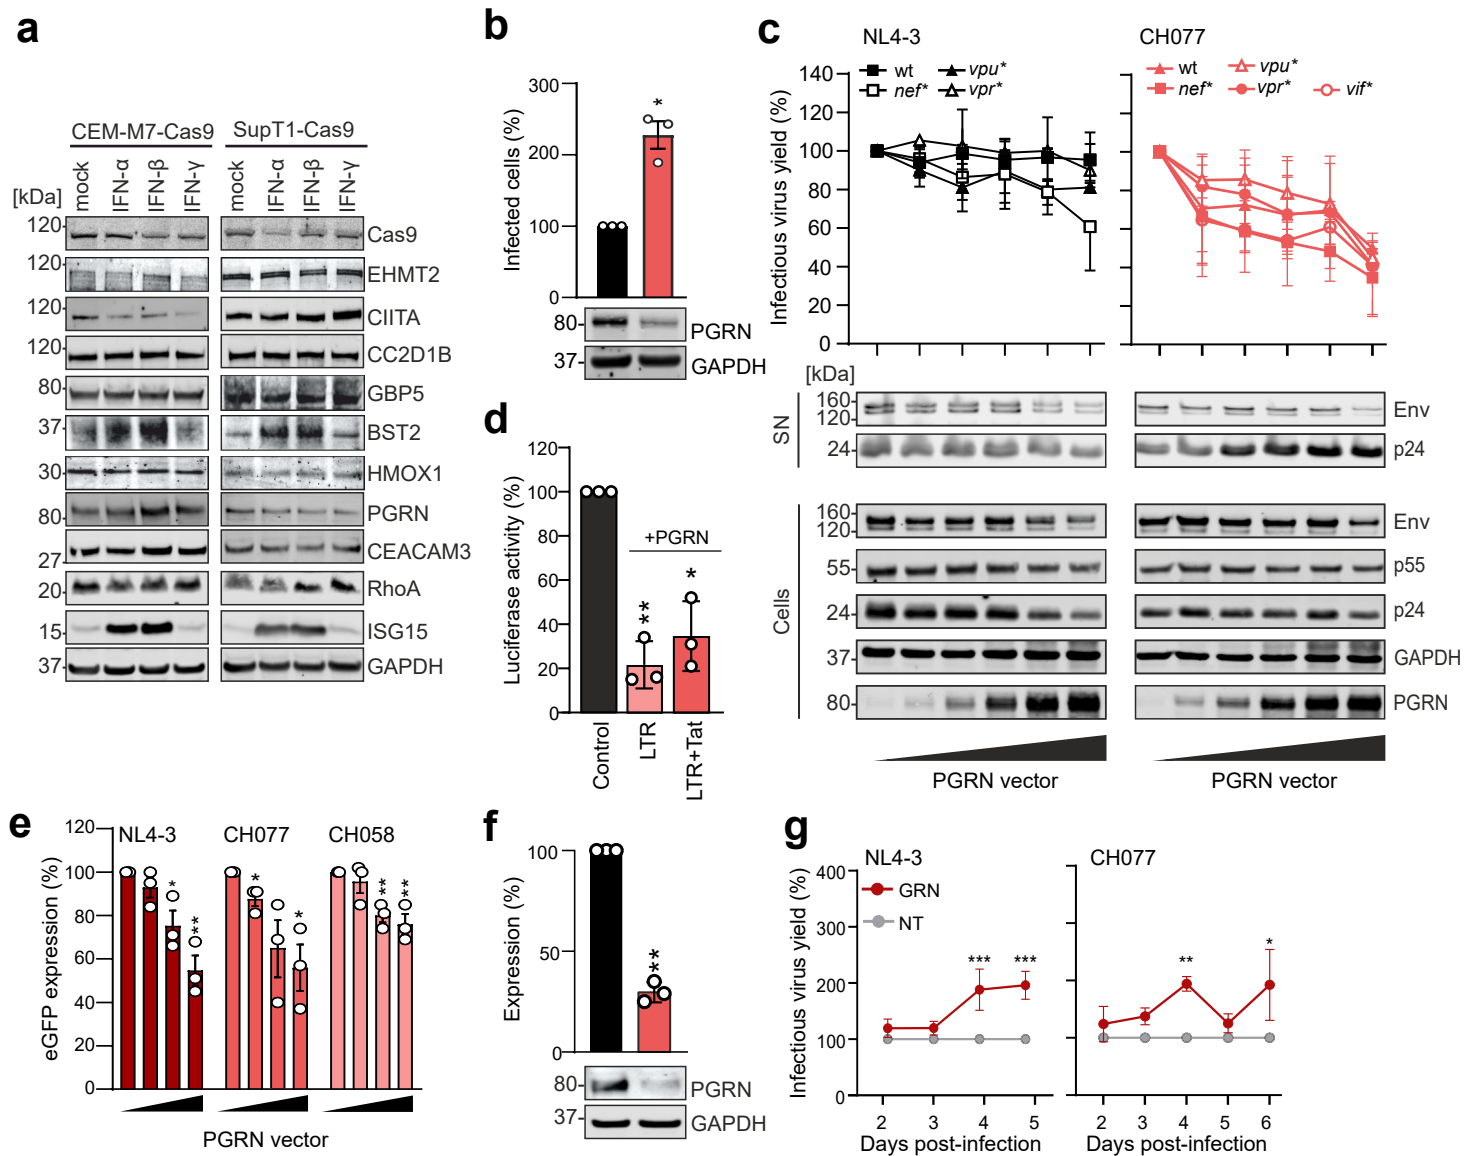 a
CEM-M7-Cas9 SupT1-Cas9
[kDa] mock IFN-α IFN-β IFN-γ mock IFN-α IFN-β IFN-γ
120 Cas9
120 EHMT2
120 CIITA
120 CC2D1B
80 GBP5
37 BST2
30 HMOX1
80 PGRN
27 CEACAM3
20 RhoA
15 ISG15
37 GAPDH
b
Infected cells (%)
300
200
100
0
*
80 PGRN
37 GAPDH
c
NL4-3
wt vpu*
nef* vpr*
CH077
wt vpu*
nef* vpr* vif*
Infectious virus yield (%)
140
120
100
80
60
40
20
0
[kDa]
SN
160
120 Env
24 p24
Cells
160
120 Env
55 p55
24 p24
37 GAPDH
80 PGRN
PGRN vector PGRN vector
d
Luciferase activity (%)
120
100
80
60
40
20
0
+PGRN
** *
Control LTR LTR+Tat
e
eGFP expression (%)
120
100
80
60
40
20
0
NL4-3 CH077 CH058
* ** * * ** **
PGRN vector
f
Expression (%)
100
50
0
**
80 PGRN
37 GAPDH
g
Infectious virus yield (%)
400
300
200
100
0
NL4-3 CH077
GRN
NT
*** *** ** *
2 3 4 5 2 3 4 5 6
Days post-infection Days post-infection